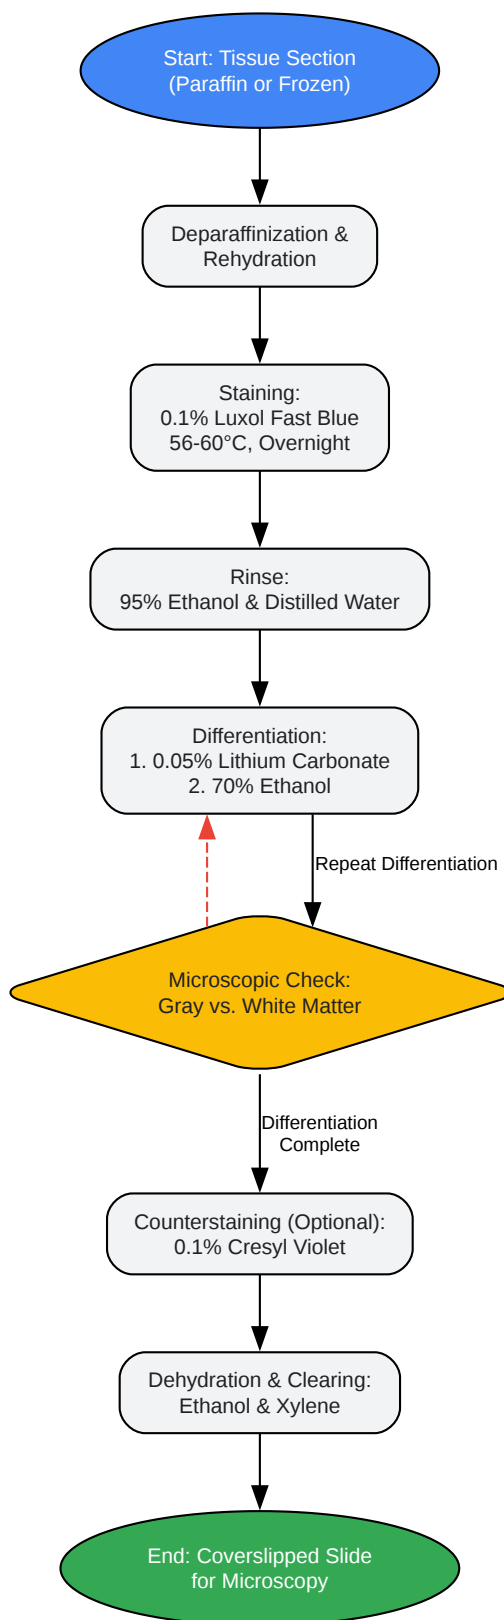 Start: Tissue Section
(Paraffin or Frozen)
Deparaffinization &
Rehydration
Staining:
0.1% Luxol Fast Blue
56-60°C, Overnight
Rinse:
95% Ethanol & Distilled Water
Differentiation:
1. 0.05% Lithium Carbonate
2. 70% Ethanol
Repeat Differentiation
Microscopic Check:
Gray vs. White Matter
Differentiation
Complete
Counterstaining (Optional):
0.1% Cresyl Violet
Dehydration & Clearing:
Ethanol & Xylene
End: Coverslipped Slide
for Microscopy